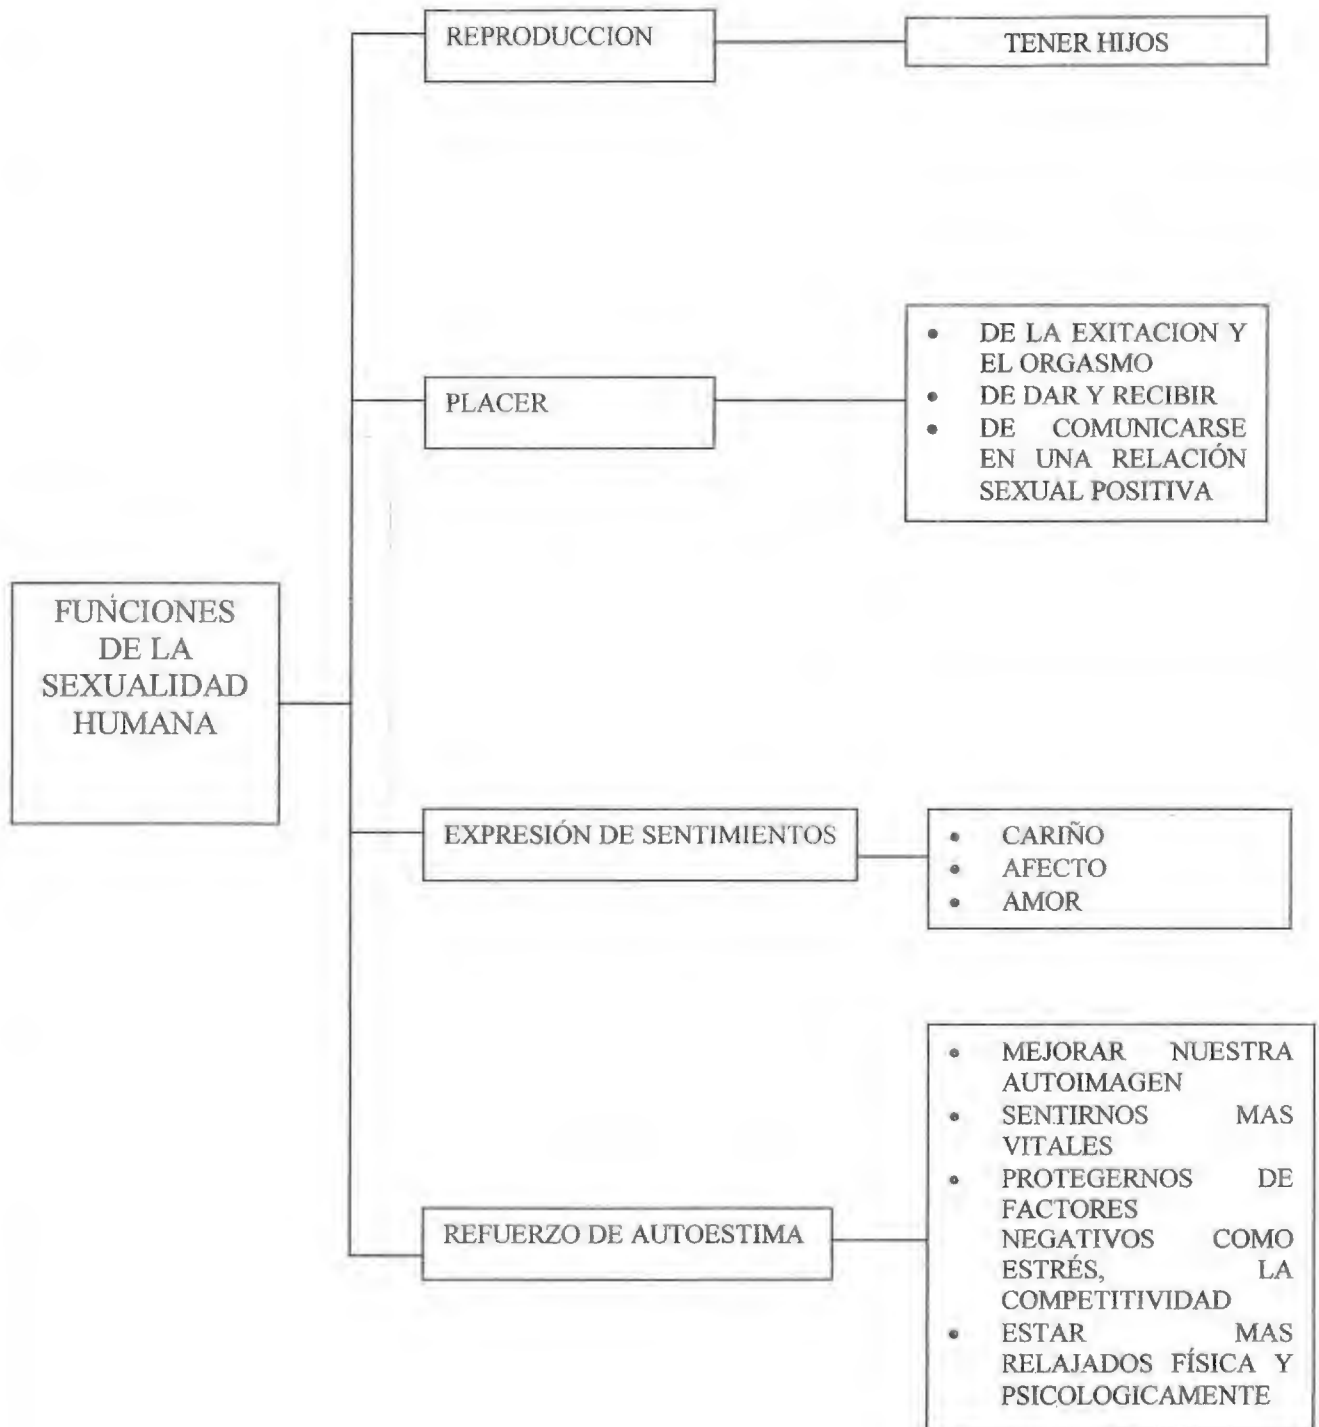 REPRODUCCION
TENER HIJOS
PLACER
• DE LA EXITACION Y
EL ORGASMO
• DE DAR Y RECIBIR
• DE COMUNICARSE
EN UNA RELACIÓN
SEXUAL POSITIVA
FUNCIONES
DE LA
SEXUALIDAD
HUMANA
EXPRESIÓN DE SENTIMIENTOS
• CARIÑO
• AFECTO
• AMOR
REFUERZO DE AUTOESTIMA
• MEJORAR NUESTRA
AUTOIMAGEN
• SENTIRNOS MAS
VITALES
• PROTEGERNOS DE
FACTORES
NEGATIVOS COMO
ESTRÉS, LA
COMPETITIVIDAD
• ESTAR MAS
RELAJADOS FÍSICA Y
PSICOLOGICAMENTE